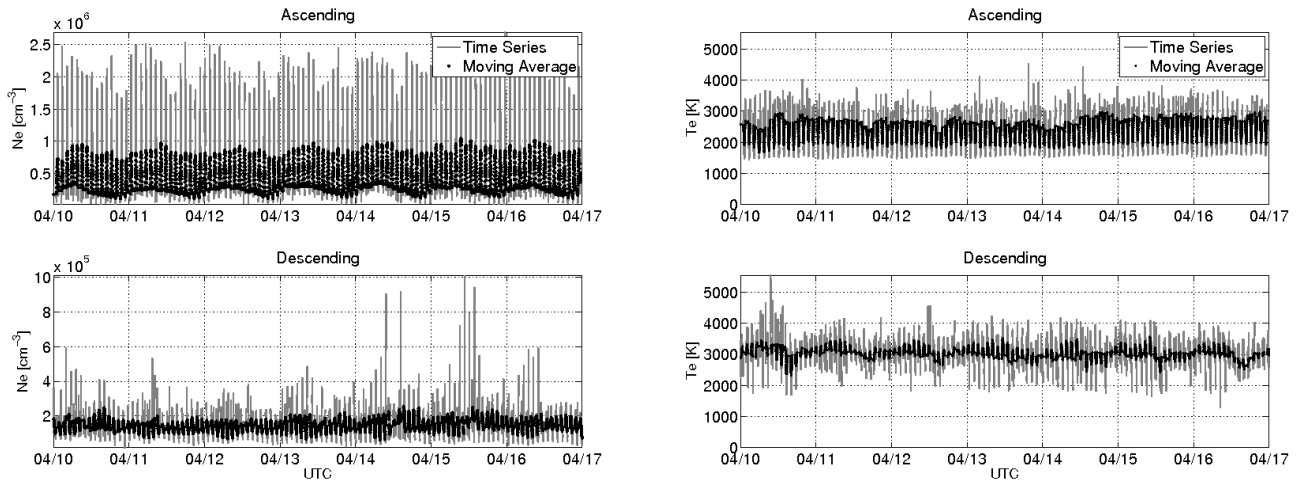 Ascending
x 10⁶
2.5
2
1.5
1
0.5
Ne [cm⁻³]
Time Series
Moving Average
04/10 04/11 04/12 04/13 04/14 04/15 04/16 04/17
Ascending
5000
4000
3000
2000
1000
0
Te [K]
Time Series
Moving Average
04/10 04/11 04/12 04/13 04/14 04/15 04/16 04/17
Descending
x 10⁵
10
8
6
4
2
Ne [cm⁻³]
04/10 04/11 04/12 04/13 04/14 04/15 04/16 04/17
UTC
Descending
5000
4000
3000
2000
1000
0
Te [K]
04/10 04/11 04/12 04/13 04/14 04/15 04/16 04/17
UTC